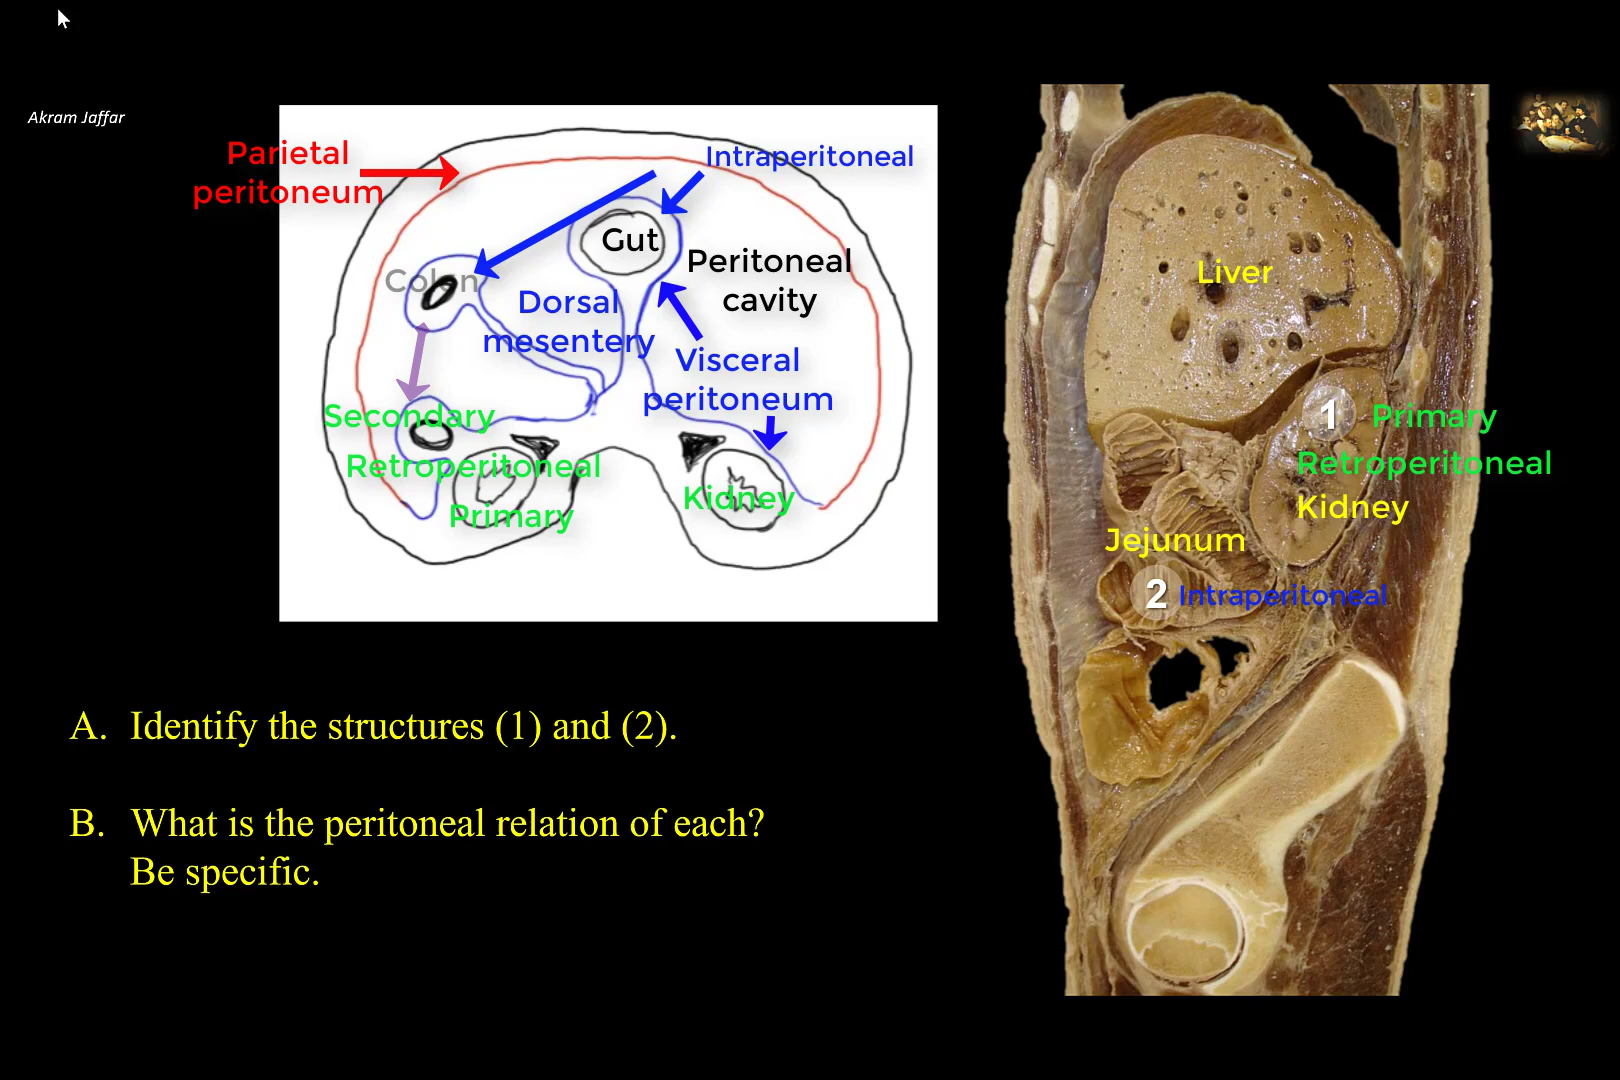 Akram Jaffar
Parietal
peritoneum
Intraperitoneal
Gut
Colon
Peritoneal
cavity
Dorsal
mesentery
Visceral
peritoneum
Secondary
Retroperitoneal
Primary
Kidney
Liver
1 Primary
Retroperitoneal
Kidney
Jejunum
2 Intraperitoneal
A. Identify the structures (1) and (2).
B. What is the peritoneal relation of each?
Be specific.